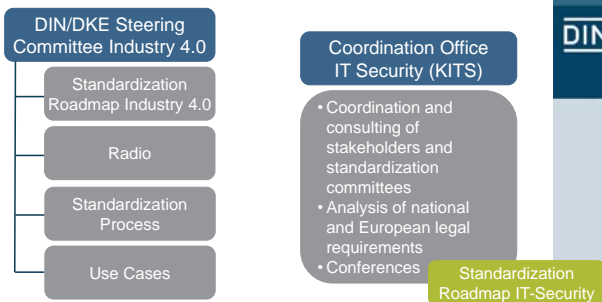 DIN/DKE Steering
Committee Industry 4.0
Standardization
Roadmap Industry 4.0
Radio
Standardization
Process
Use Cases
Coordination Office
IT Security (KITS)
• Coordination and
consulting of
stakeholders and
standardization
committees
• Analysis of national
and European legal
requirements
• Conferences
Standardization
Roadmap IT-Security
DIN